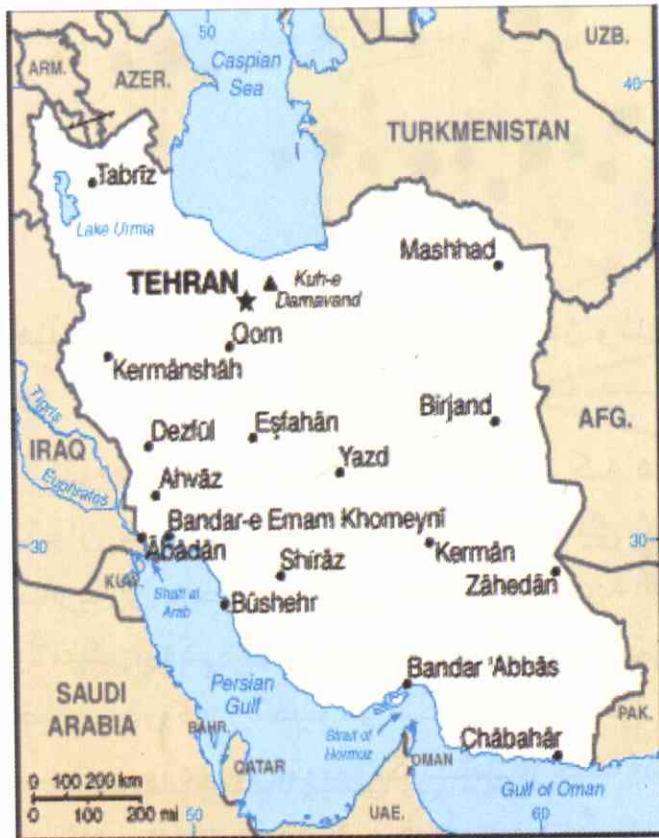 50
Caspian
Sea
UZB.
ARM.
AZER.
40
TURKMENISTAN
Tabrīz
Lake Urmia
Mashhad
TEHRAN
Kuh-e
Damavand
Qom
Kermānshāh
Tigris
Birjand
AFG.
Dezfūl
Eşfahān
IRAQ
Yazd
Euphrates
Ahvāz
Bandar-e Emam Khomeynī
30
Ābādān
Kermān
30
Shīrāz
Zāhedān
KUW.
Shatt al
Arab
Būshehr
Bandar 'Abbās
SAUDI
ARABIA
Persian
Gulf
PAK.
BAHR.
Strait of
Hormuz
Chābahār
QATAR
OMAN
0 100 200 km
Gulf of Oman
0 100 200 mi
50
UAE.
60